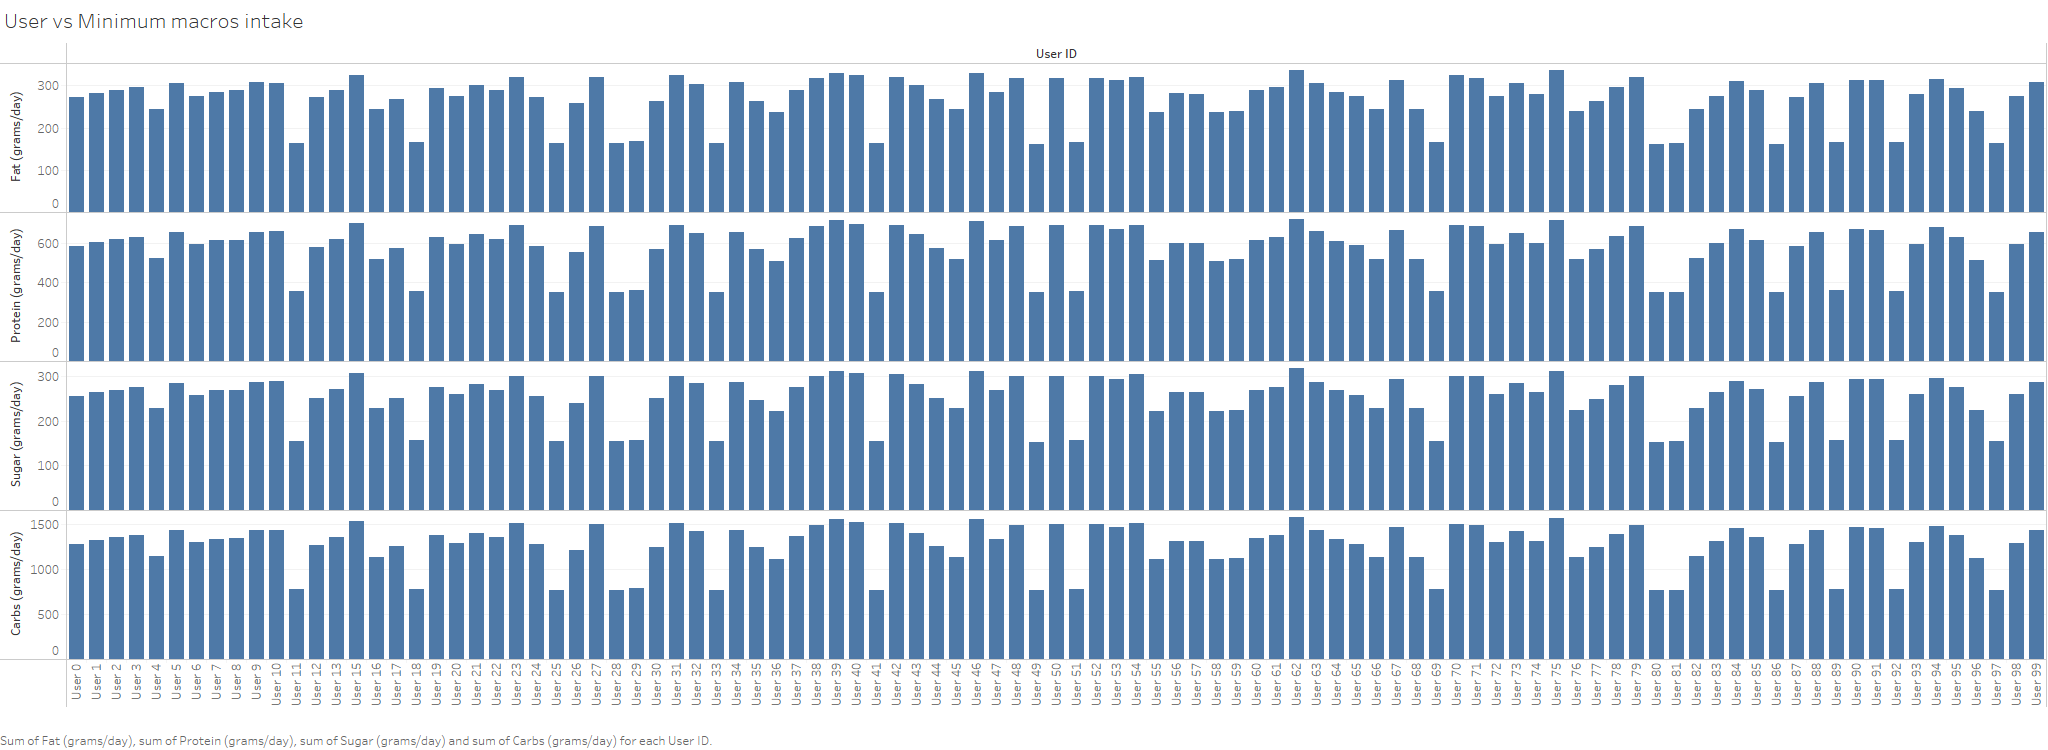 User vs Minimum macros intake
User ID
Fat (grams/day)
300
200
100
0
Protein (grams/day)
600
400
200
0
Sugar (grams/day)
300
200
100
0
Carbs (grams/day)
1500
1000
500
0
User 0
User 1
User 2
User 3
User 4
User 5
User 6
User 7
User 8
User 9
User 10
User 11
User 12
User 13
User 15
User 16
User 17
User 18
User 19
User 20
User 21
User 22
User 23
User 24
User 25
User 26
User 27
User 28
User 29
User 30
User 31
User 32
User 33
User 34
User 35
User 36
User 37
User 38
User 39
User 40
User 41
User 42
User 43
User 44
User 45
User 46
User 47
User 48
User 49
User 50
User 51
User 52
User 53
User 54
User 55
User 56
User 57
User 58
User 59
User 60
User 61
User 62
User 63
User 64
User 65
User 66
User 67
User 68
User 69
User 70
User 71
User 72
User 73
User 74
User 75
User 76
User 77
User 78
User 79
User 80
User 81
User 82
User 83
User 84
User 85
User 86
User 87
User 88
User 89
User 90
User 91
User 92
User 93
User 94
User 95
User 96
User 97
User 98
User 99
Sum of Fat (grams/day), sum of Protein (grams/day), sum of Sugar (grams/day) and sum of Carbs (grams/day) for each User ID.